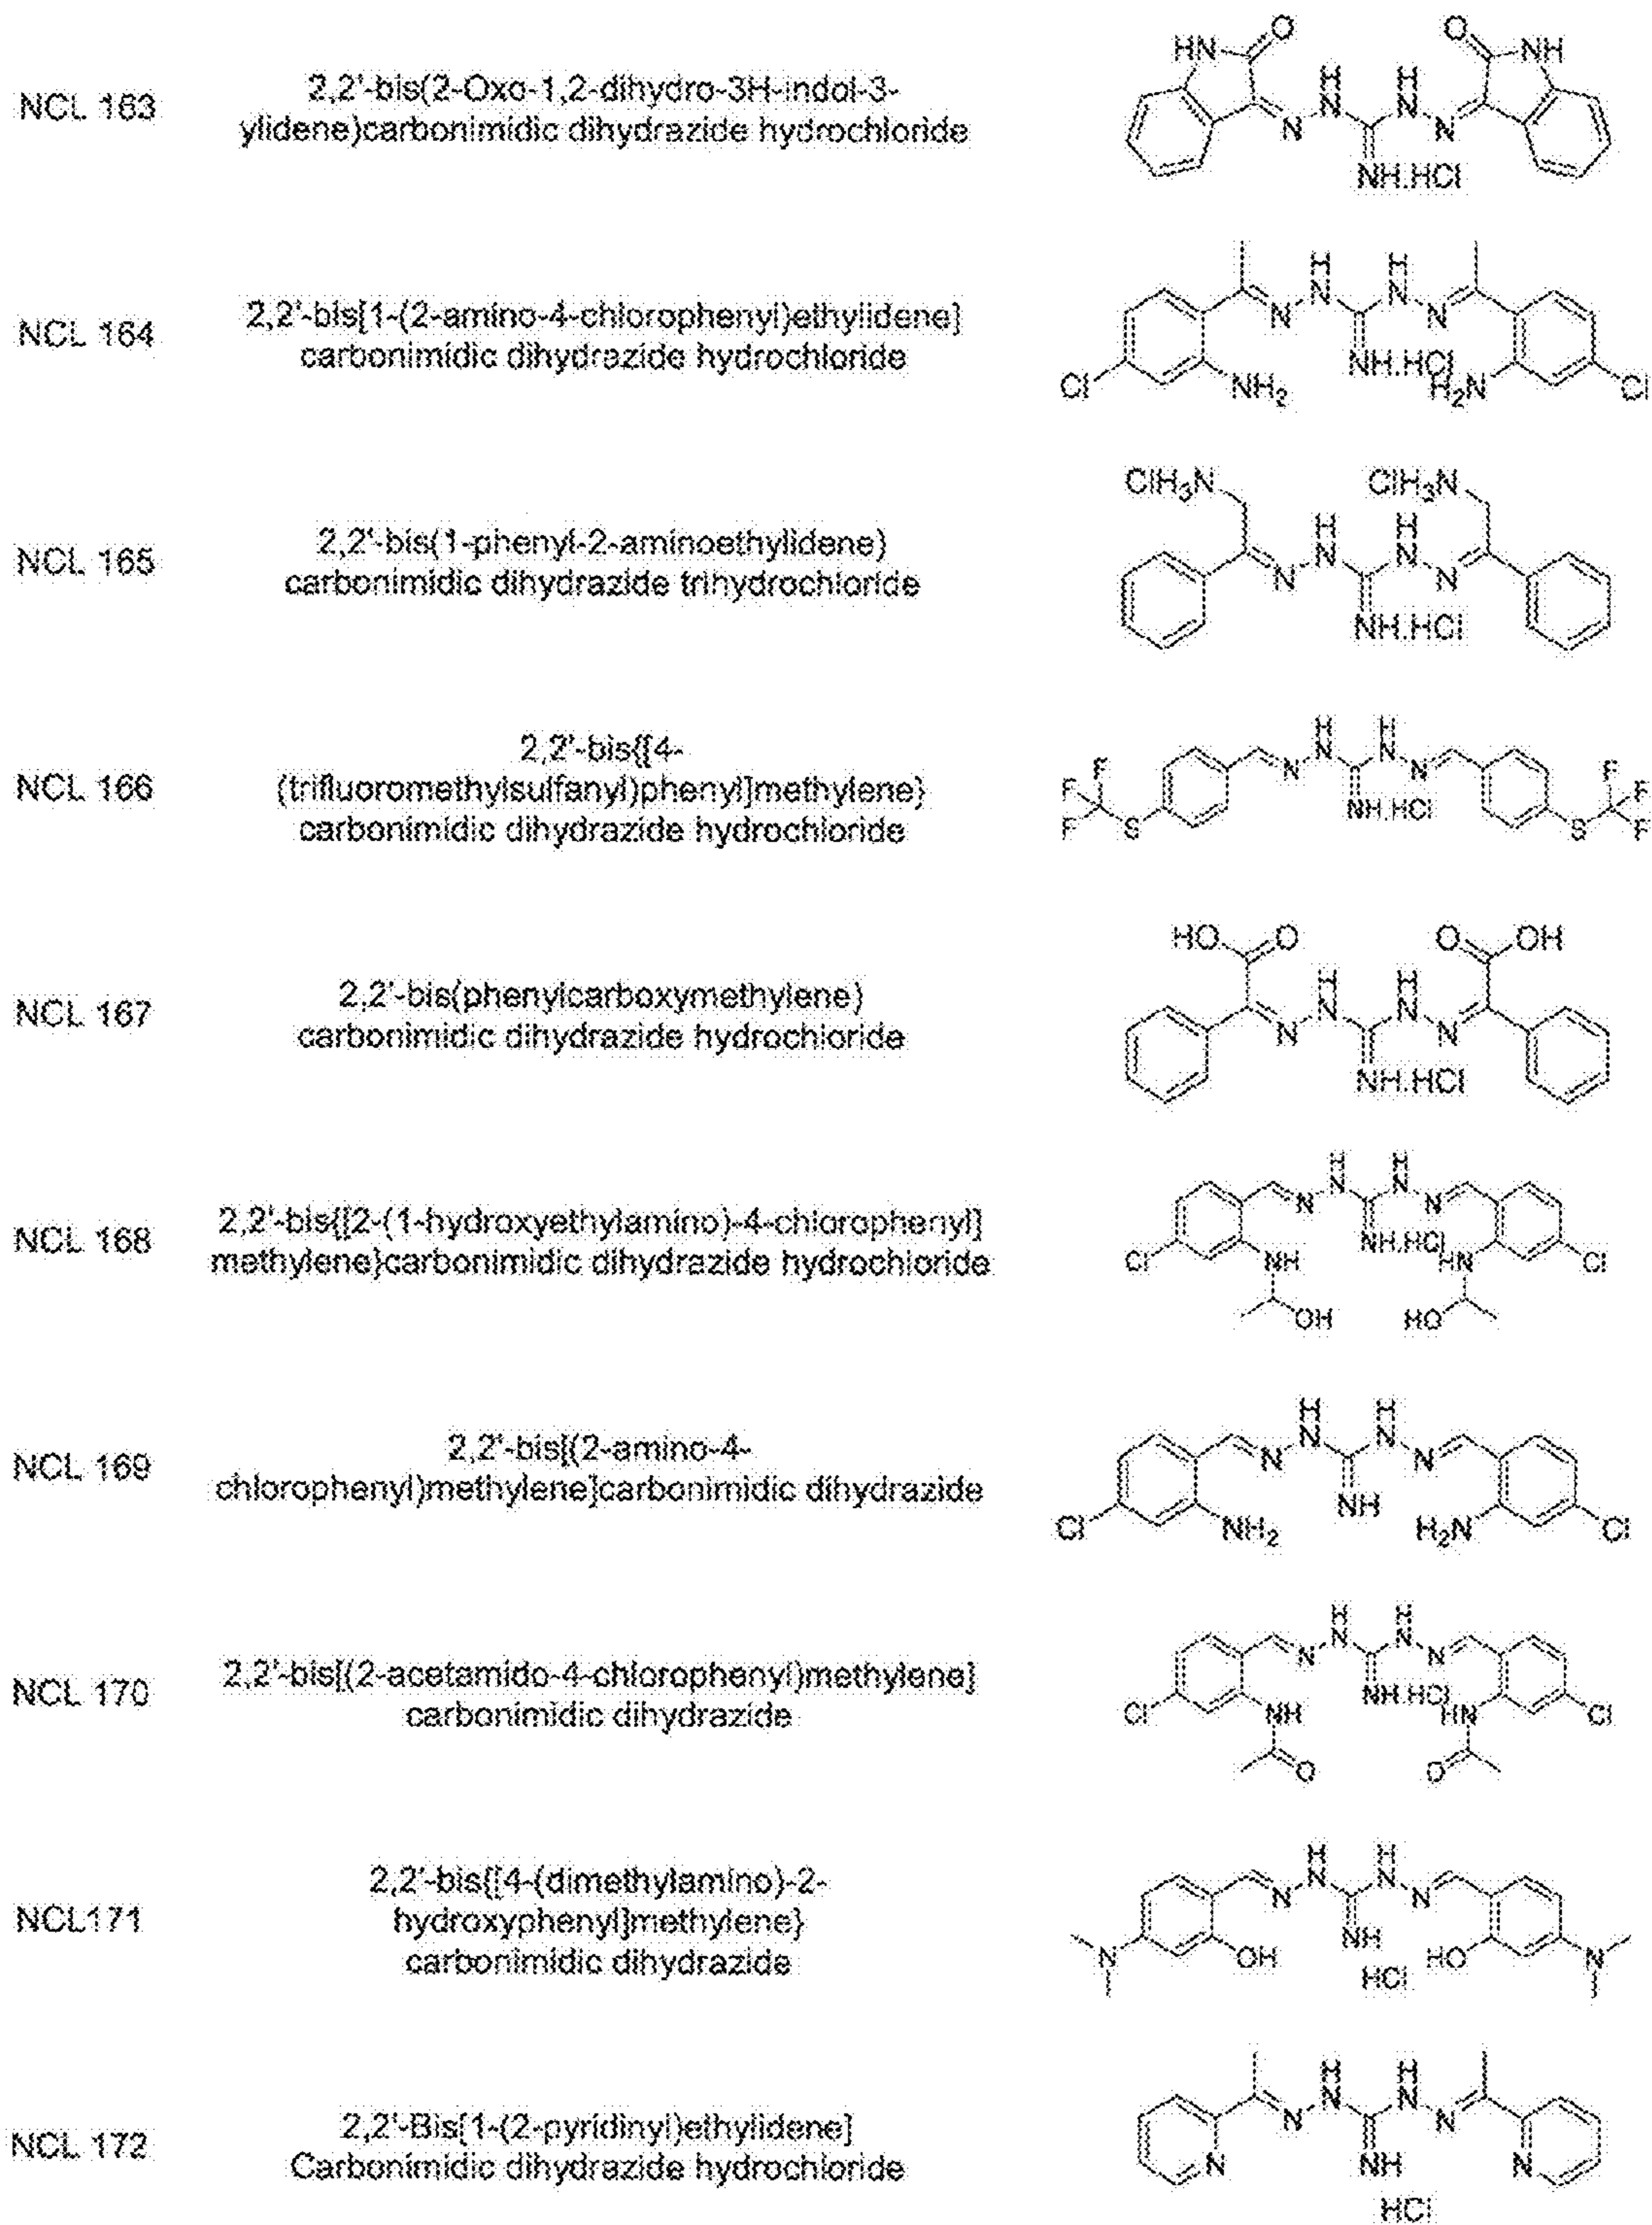 NCL 163
2,2'-bis(2-Oxo-1,2-dihydro-3H-indol-3-
ylidene)carbonimidic dihydrazide hydrochloride
HN O O NH
H H
N N N N
NH.HCl
NCL 164
2,2'-bis[1-(2-amino-4-chlorophenyl)ethylidene]
carbonimidic dihydrazide hydrochloride
H H
N N N N
Cl NH2 NH.HCl H2N Cl
NCL 165
2,2'-bis(1-phenyl-2-aminoethylidene)
carbonimidic dihydrazide trihydrochloride
ClH3N ClH3N
H H
N N N N
NH.HCl
NCL 166
2,2'-bis{[4-
(trifluoromethylsulfanyl)phenyl]methylene}
carbonimidic dihydrazide hydrochloride
H H
N N N N
F F F S NH.HCl S F F F
NCL 167
2,2'-bis(phenylcarboxymethylene)
carbonimidic dihydrazide hydrochloride
HO O O OH
H H
N N N N
NH.HCl
NCL 168
2,2'-bis{[2-(1-hydroxyethylamino)-4-chlorophenyl]
methylene}carbonimidic dihydrazide hydrochloride
H H
N N N N
Cl NH NH.HCl HN Cl
OH HO
NCL 169
2,2'-bis[(2-amino-4-
chlorophenyl)methylene]carbonimidic dihydrazide
H H
N N N N
Cl NH2 NH H2N Cl
NCL 170
2,2'-bis[(2-acetamido-4-chlorophenyl)methylene]
carbonimidic dihydrazide
H H
N N N N
Cl NH NH.HCl HN Cl
O O
NCL171
2,2'-bis{[4-(dimethylamino)-2-
hydroxyphenyl]methylene}
carbonimidic dihydrazide
H H
N N N N
N OH NH HO N
HCl
NCL 172
2,2'-Bis[1-(2-pyridinyl)ethylidene]
Carbonimidic dihydrazide hydrochloride
H H
N N N N
N NH N
HCl